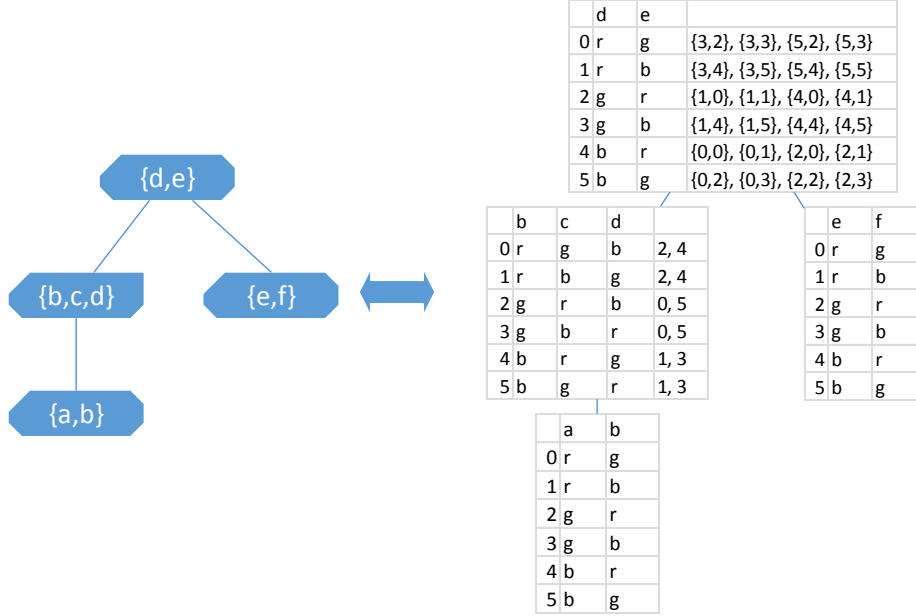 {d,e}
{b,c,d}
{e,f}
{a,b}
d e
0 r g {3,2}, {3,3}, {5,2}, {5,3}
1 r b {3,4}, {3,5}, {5,4}, {5,5}
2 g r {1,0}, {1,1}, {4,0}, {4,1}
3 g b {1,4}, {1,5}, {4,4}, {4,5}
4 b r {0,0}, {0,1}, {2,0}, {2,1}
5 b g {0,2}, {0,3}, {2,2}, {2,3}
b c d
0 r g b 2, 4
1 r b g 2, 4
2 g r b 0, 5
3 g b r 0, 5
4 b r g 1, 3
5 b g r 1, 3
e f
0 r g
1 r b
2 g r
3 g b
4 b r
5 b g
a b
0 r g
1 r b
2 g r
3 g b
4 b r
5 b g